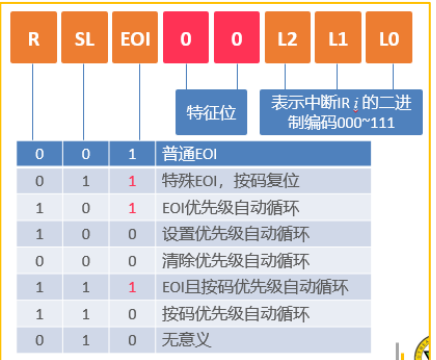 R SL EOI 0 0 L2 L1 L0
特征位
表示中断IR i 的二进
制编码000~111
0 0 1 普通EOI
0 1 1 特殊EOI，按码复位
1 0 1 EOI优先级自动循环
1 0 0 设置优先级自动循环
0 0 0 清除优先级自动循环
1 1 1 EOI且按码优先级自动循环
1 1 0 按码优先级自动循环
0 1 0 无意义